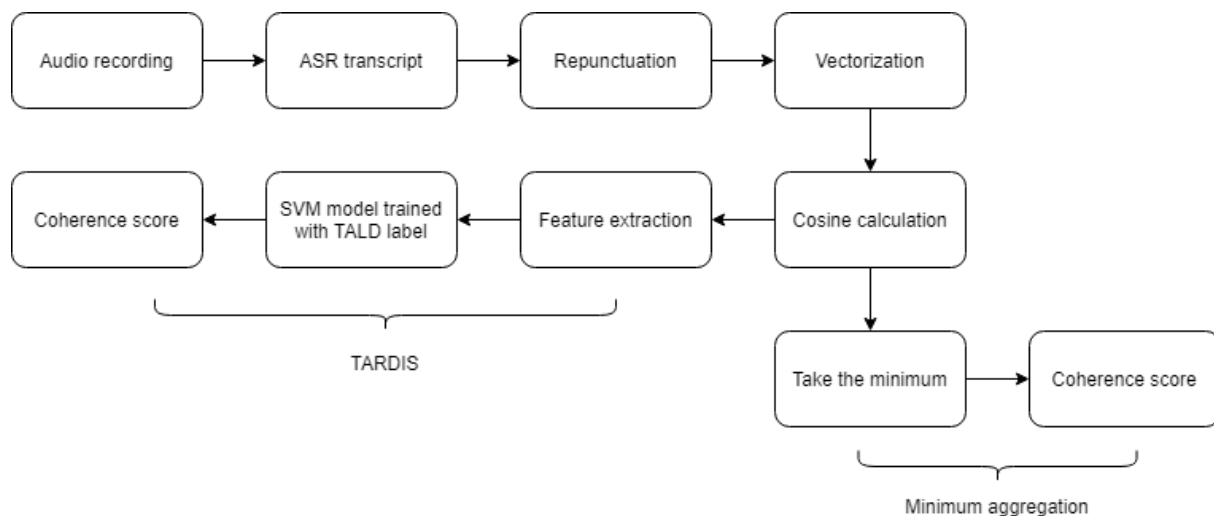 Audio recording
ASR transcript
Repunctuation
Vectorization
Coherence score
SVM model trained
with TALD label
Feature extraction
Cosine calculation
TARDIS
Take the minimum
Coherence score
Minimum aggregation